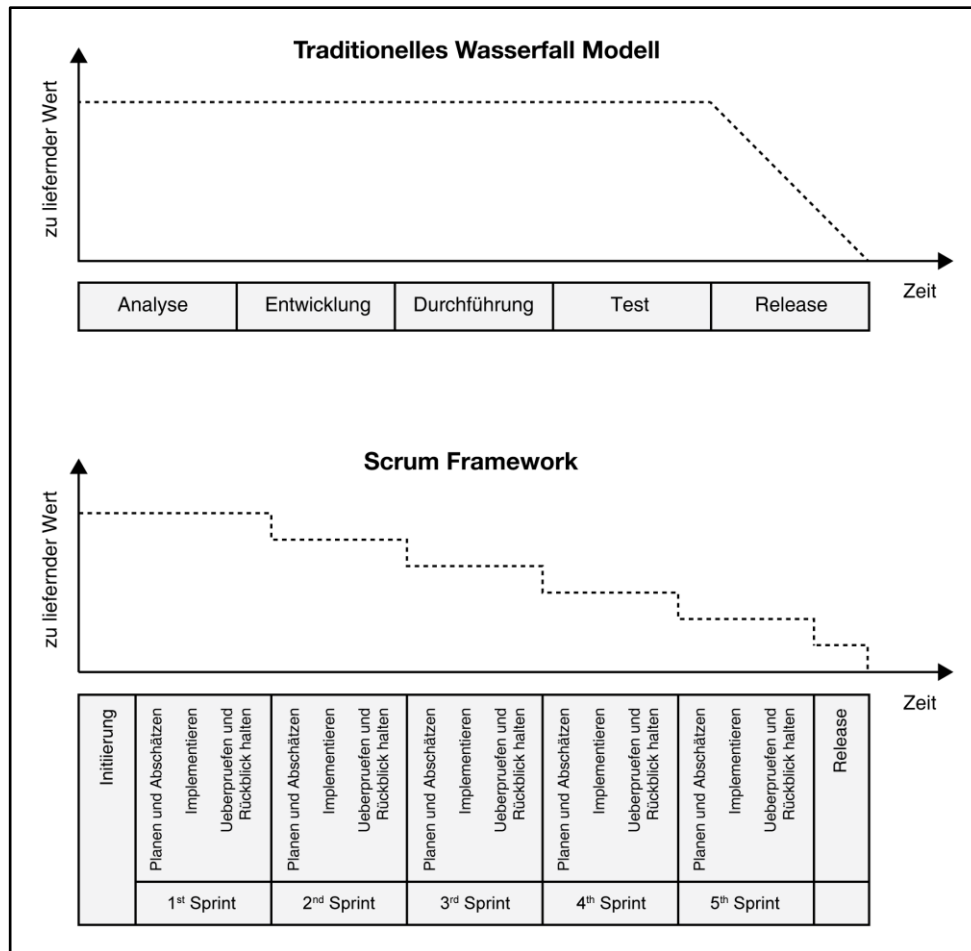 Traditionelles Wasserfall Modell
zu liefernder Wert
Zeit
Analyse
Entwicklung
Durchführung
Test
Release
Scrum Framework
zu liefernder Wert
Zeit
Initiierung
Planen und Abschätzen
Implementieren
Ueberpruefen und
Rückblick halten
Planen und Abschätzen
Implementieren
Ueberpruefen und
Rückblick halten
Planen und Abschätzen
Implementieren
Ueberpruefen und
Rückblick halten
Planen und Abschätzen
Implementieren
Ueberpruefen und
Rückblick halten
Planen und Abschätzen
Implementieren
Ueberpruefen und
Rückblick halten
Release
1st Sprint
2nd Sprint
3rd Sprint
4th Sprint
5th Sprint